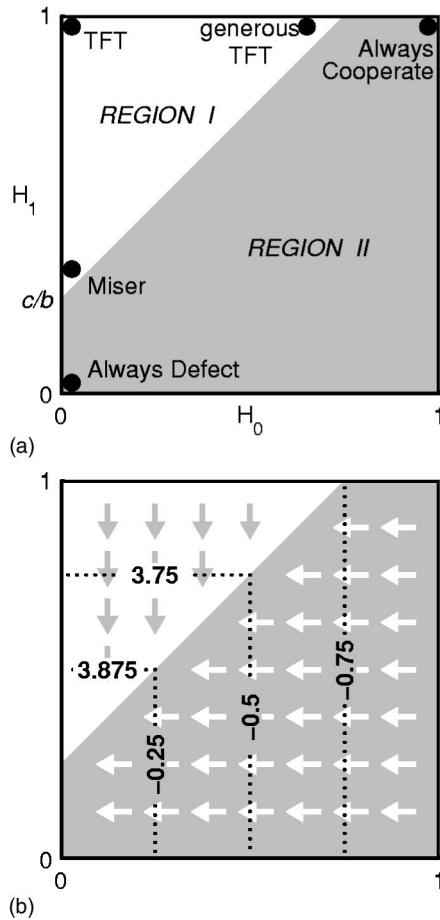 1
TFT
generous
TFT
Always
Cooperate
REGION I
H1
REGION II
c/b
Miser
Always Defect
0
0
H0
1
(a)
1
3.75
3.875
−0.25
−0.5
−0.75
0
0
1
(b)